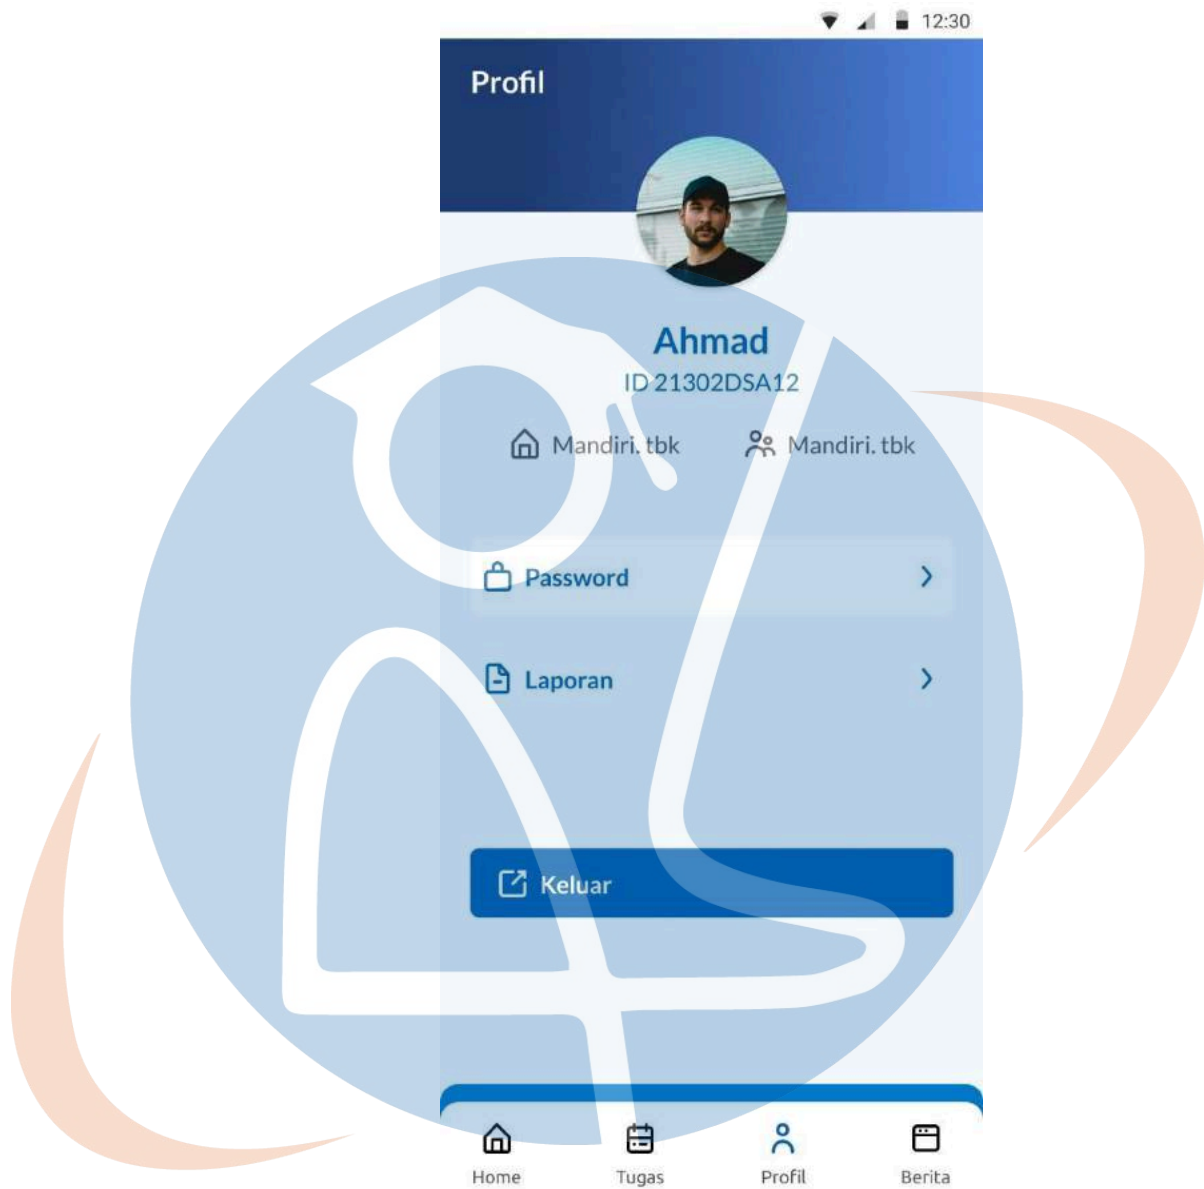 12:30
Profil
Ahmad
ID 21302DSA12
Mandiri. tbk Mandiri. tbk
Password
Laporan
Keluar
Home Tugas Profil Berita